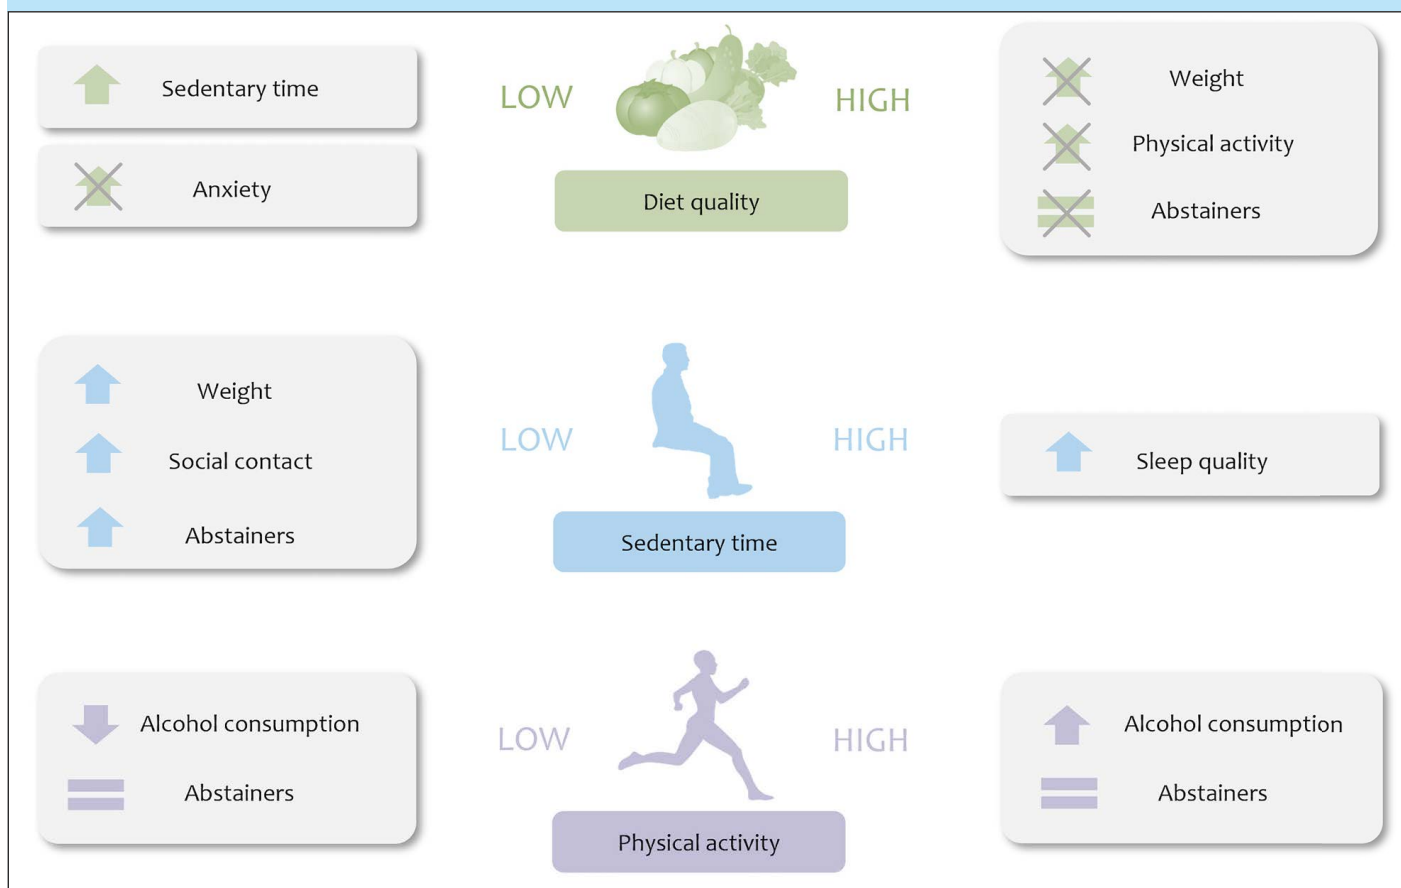 Sedentary time
Anxiety
LOW
HIGH
Diet quality
Weight
Physical activity
Abstainers
Weight
Social contact
Abstainers
LOW
HIGH
Sedentary time
Sleep quality
Alcohol consumption
Abstainers
LOW
HIGH
Physical activity
Alcohol consumption
Abstainers